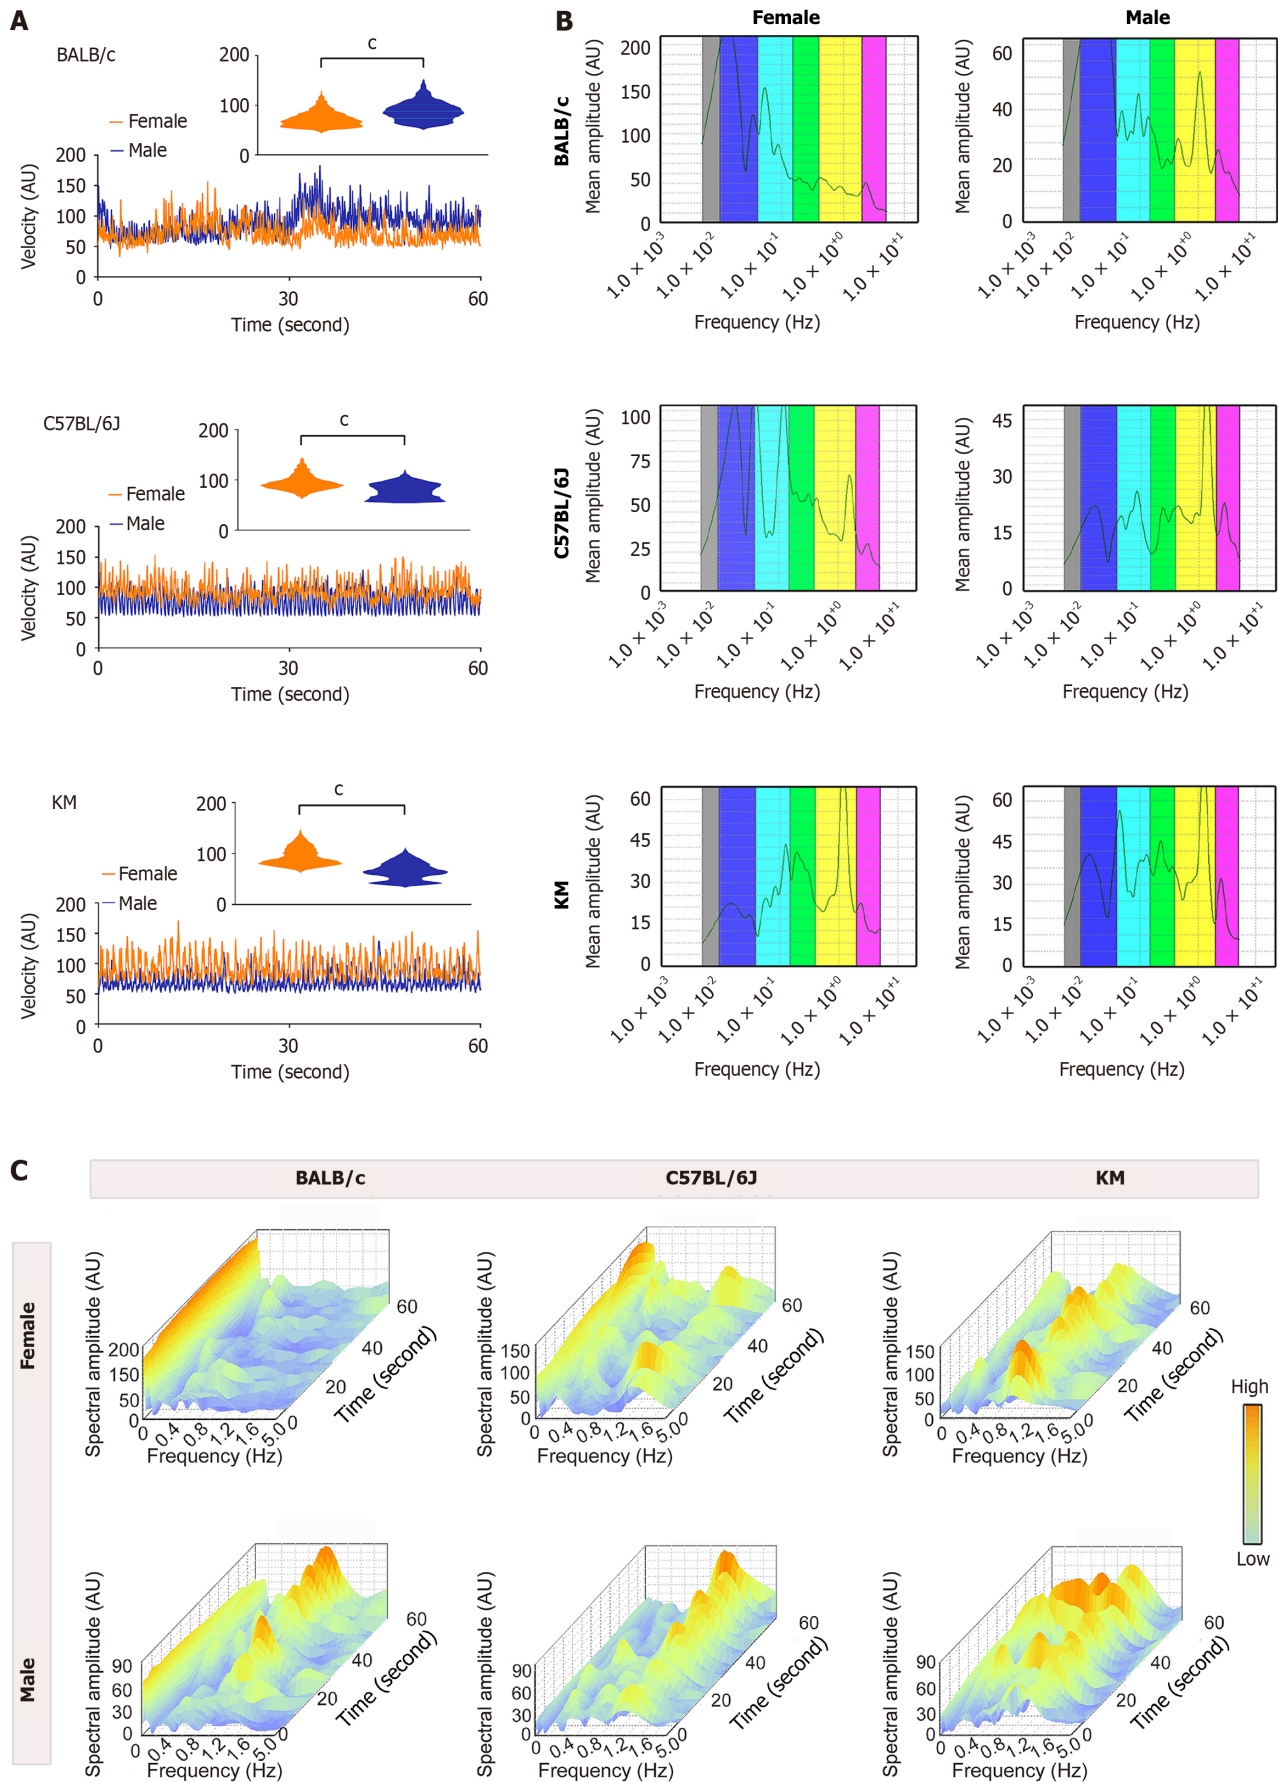 A
BALB/c
Female
Male
200
100
0
C
200
150
100
50
0
Velocity (AU)
0
30
60
Time (second)
C57BL/6J
Female
Male
200
100
0
C
200
150
100
50
0
Velocity (AU)
0
30
60
Time (second)
KM
Female
Male
200
100
0
C
200
150
100
50
0
Velocity (AU)
0
30
60
Time (second)
B
Female
Male
BALB/c
Mean amplitude (AU)
200
150
100
50
0
1.0 × 10⁻³
1.0 × 10⁻²
1.0 × 10⁻¹
1.0 × 10⁺⁰
1.0 × 10⁺¹
Frequency (Hz)
Mean amplitude (AU)
60
40
20
0
1.0 × 10⁻³
1.0 × 10⁻²
1.0 × 10⁻¹
1.0 × 10⁺⁰
1.0 × 10⁺¹
Frequency (Hz)
C57BL/6J
Mean amplitude (AU)
100
75
50
25
0
1.0 × 10⁻³
1.0 × 10⁻²
1.0 × 10⁻¹
1.0 × 10⁺⁰
1.0 × 10⁺¹
Frequency (Hz)
Mean amplitude (AU)
45
30
15
0
1.0 × 10⁻³
1.0 × 10⁻²
1.0 × 10⁻¹
1.0 × 10⁺⁰
1.0 × 10⁺¹
Frequency (Hz)
KM
Mean amplitude (AU)
60
45
30
15
0
1.0 × 10⁻³
1.0 × 10⁻²
1.0 × 10⁻¹
1.0 × 10⁺⁰
1.0 × 10⁺¹
Frequency (Hz)
Mean amplitude (AU)
60
45
30
15
0
1.0 × 10⁻³
1.0 × 10⁻²
1.0 × 10⁻¹
1.0 × 10⁺⁰
1.0 × 10⁺¹
Frequency (Hz)
C
BALB/c
C57BL/6J
KM
Female
Spectral amplitude (AU)
200
150
50
0
0 0.4 0.8 1.2 1.6 5.0
Frequency (Hz)
0 20 40 60
Time (second)
Spectral amplitude (AU)
150
100
50
0
0 0.4 0.8 1.2 1.6 5.0
Frequency (Hz)
0 20 40 60
Time (second)
Spectral amplitude (AU)
150
100
50
0
0 0.4 0.8 1.2 1.6 5.0
Frequency (Hz)
0 20 40 60
Time (second)
High
Low
Male
Spectral amplitude (AU)
90
60
30
0
0 0.4 0.8 1.2 1.6 5.0
Frequency (Hz)
0 20 40 60
Time (second)
Spectral amplitude (AU)
90
60
30
0
0 0.4 0.8 1.2 1.6 5.0
Frequency (Hz)
0 20 40 60
Time (second)
Spectral amplitude (AU)
90
60
30
0
0 0.4 0.8 1.2 1.6 5.0
Frequency (Hz)
0 20 40 60
Time (second)